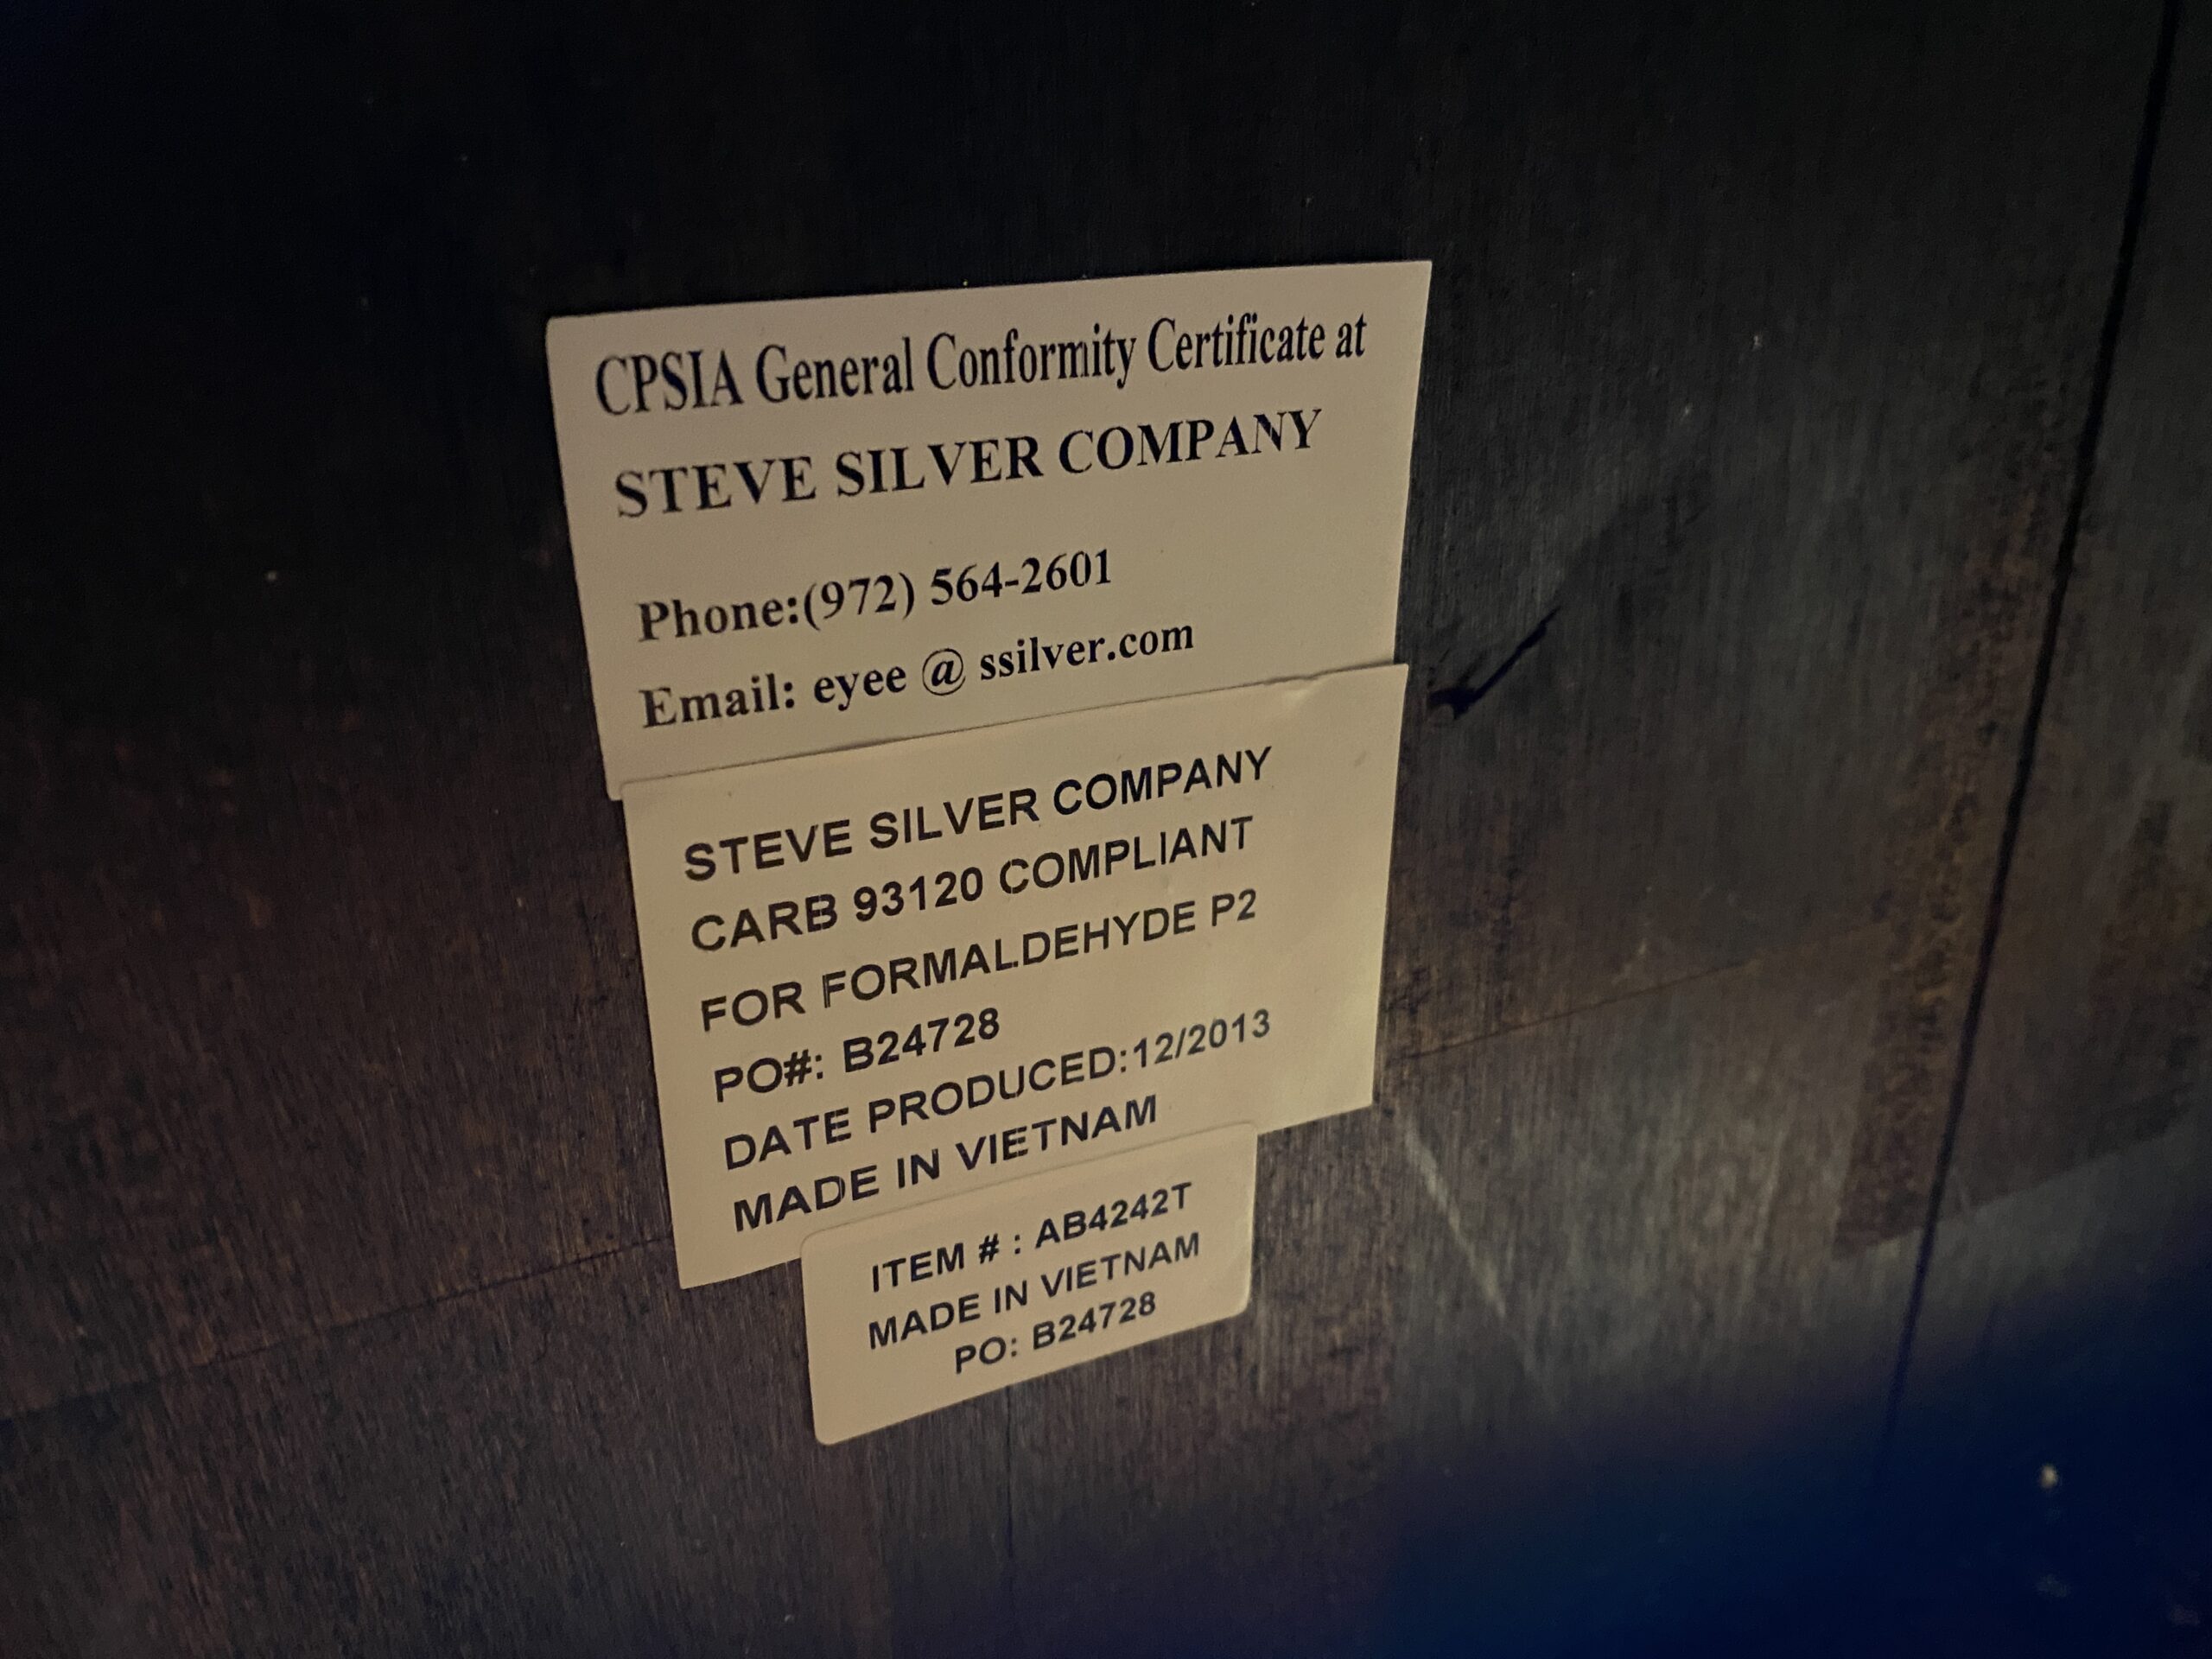 CPSIA General Conformity Certificate at
STEVE SILVER COMPANY
Phone:(972) 564-2601
Email: eyee @ ssilver.com
STEVE SILVER COMPANY
CARB 93120 COMPLIANT
FOR FORMALDEHYDE P2
PO#: B24728
DATE PRODUCED:12/2013
MADE IN VIETNAM
ITEM # : AB4242T
MADE IN VIETNAM
PO: B24728